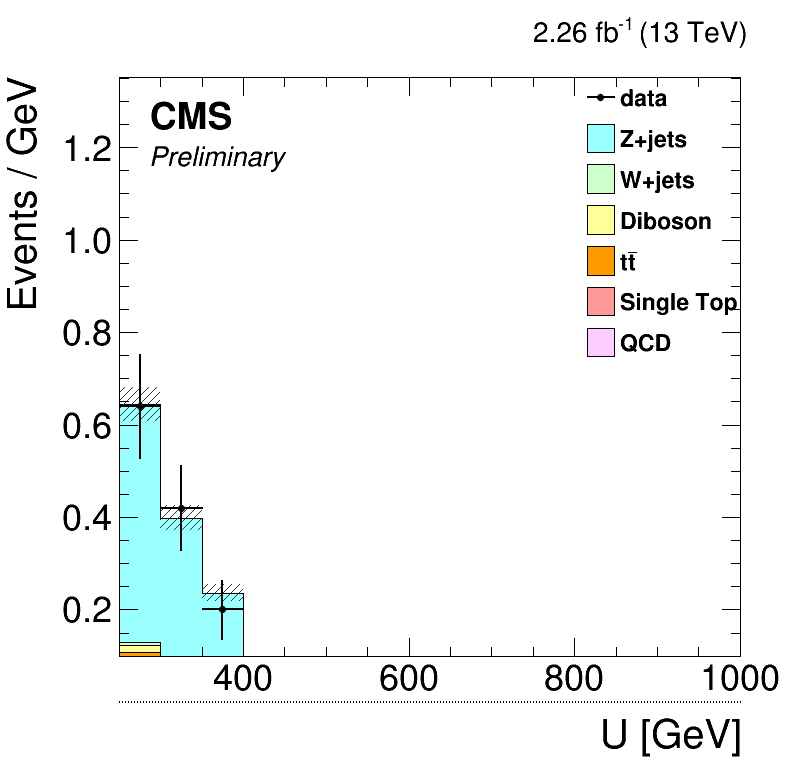 2.26 fb-1 (13 TeV)
Events / GeV
CMS
Preliminary
data
Z+jets
W+jets
Diboson
tt̄
Single Top
QCD
1.2
1.0
0.8
0.6
0.4
0.2
400 600 800 1000
U [GeV]